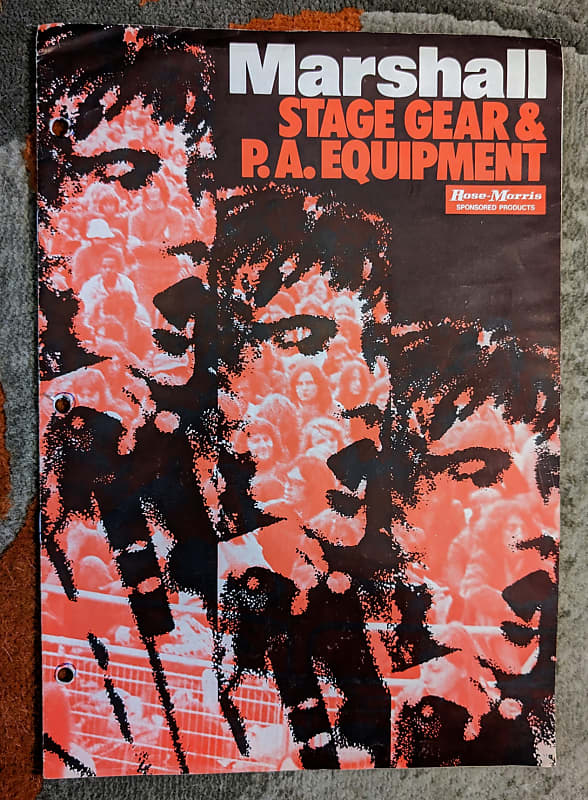 Marshall
STAGE GEAR &
P.A. EQUIPMENT
Rose-Morris
SPONSORED PRODUCTS